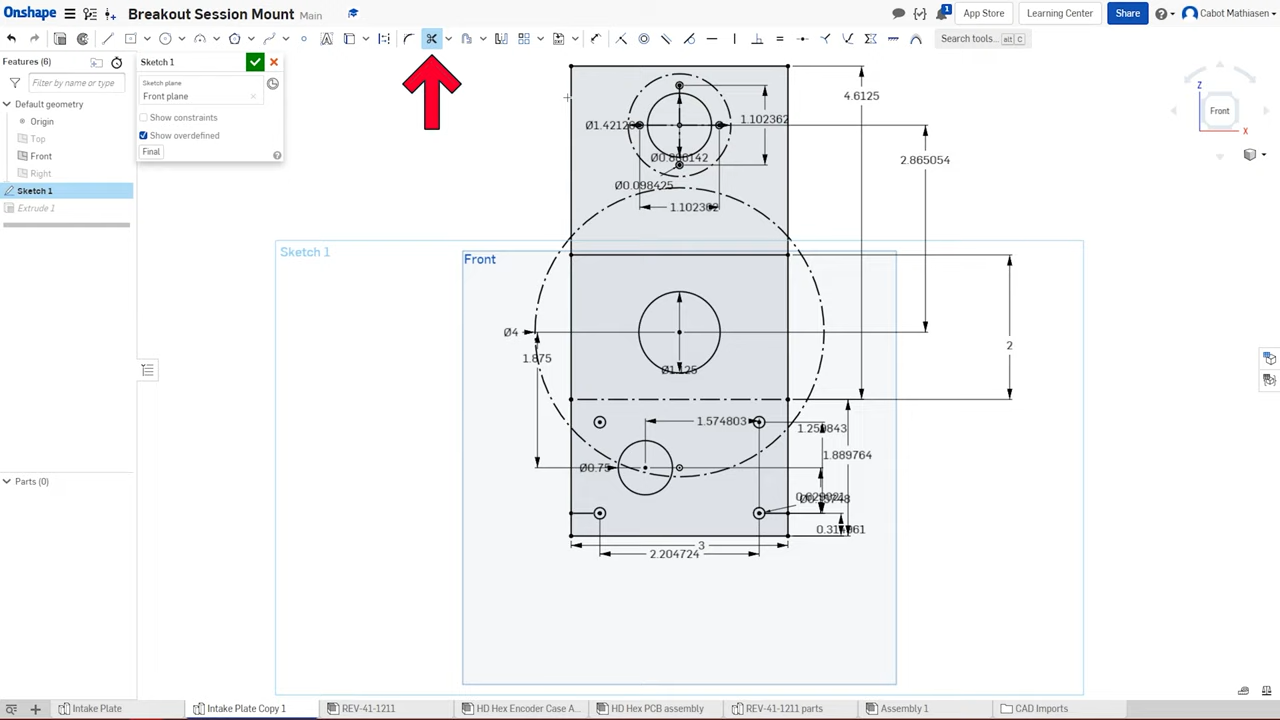 Onshape
Breakout Session Mount Main
1
App Store
Learning Center
Share
Cabot Mathiasen
Search tools... alt C
Features (6)
Filter by name or type
Default geometry
Origin
Top
Front
Right
Sketch 1
Extrude 1
Parts (0)
Sketch 1
Sketch plane
Front plane
Show constraints
Show overdefined
Final
4.6125
1.102362
Ø0.098425
1.102362
2.865054
Sketch 1
Front
Z
Front
X
Ø4
1.875
Ø1.125
2
1.574803
1.889764
Ø0.75
0.314961
3
2.204724
Intake Plate
Intake Plate Copy 1
REV-41-1211
HD Hex Encoder Case A...
HD Hex PCB assembly
REV-41-1211 parts
Assembly 1
CAD Imports